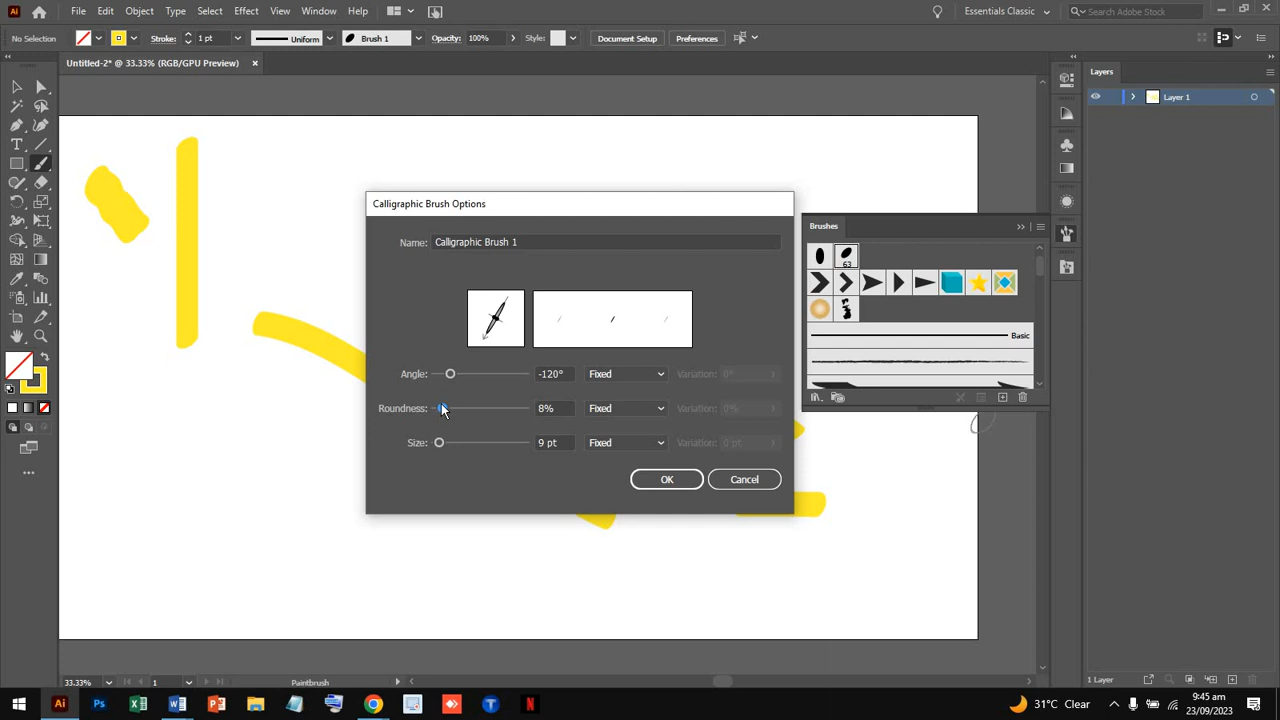 Ai File Edit Object Type Select Effect View Window Help Essentials Classic Search Adobe Stock
No Selection Stroke: 1 pt Uniform Brush 1 Opacity: 100% Style: Document Setup Preferences
Untitled-2* @ 33.33% (RGB/GPU Preview)
Layers
Layer 1
Calligraphic Brush Options
Name: Calligraphic Brush 1
Angle: -120° Fixed Variation: 0°
Roundness: 8% Fixed Variation: 0%
Size: 9 pt Fixed Variation: 0 pt
OK Cancel
Brushes
63
Basic
33.33% 1 Paintbrush
1 Layer
31°C Clear
9:45 am
23/09/2023